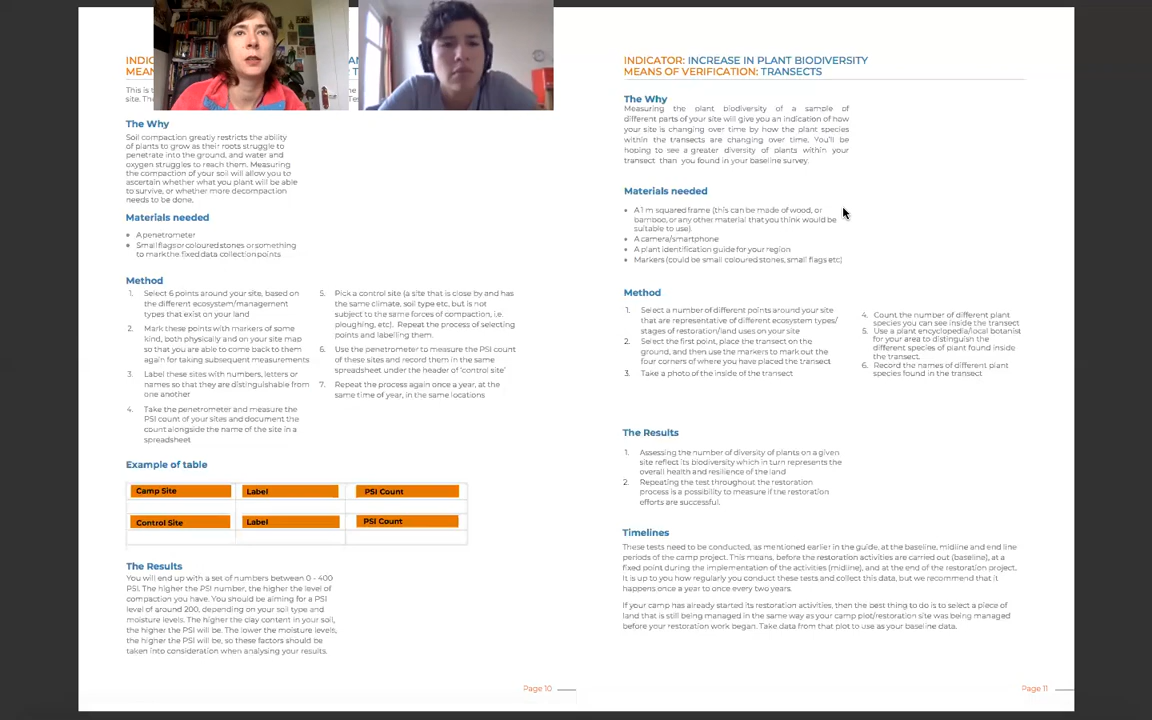 INDIC
MEAN
This is t
site. The
The Why
Soil compaction greatly restricts the ability
of plants to grow as their roots struggle to
penetrate into the ground, and water and
oxygen struggles to reach them. Measuring
the compaction of your soil will allow you to
ascertain whether what you plant will be able
to survive, or whether more decompaction
needs to be done.
Materials needed
• A penetrometer
• Small flags or coloured stones or something
to mark the fixed data collection points
Method
1. Select 6 points around your site, based on
the different ecosystem/management
types that exist on your land
2. Mark these points with markers of some
kind, both physically and on your site map
so that you are able to come back to them
again for taking subsequent measurements
3. Label these sites with numbers, letters or
names so that they are distinguishable from
one another
4. Take the penetrometer and measure the
PSI count of your sites and document the
count alongside the name of the site in a
spreadsheet
5. Pick a control site (a site that is close by and has
the same climate, soil type etc, but is not
subject to the same forces of compaction, i.e.
ploughing, etc). Repeat the process of selecting
points and labelling them.
6. Use the penetrometer to measure the PSI count
of these sites and record them in the same
spreadsheet under the header of 'control site'
7. Repeat the process again once a year, at the
same time of year, in the same locations
Example of table
Camp Site Label PSI Count
Control Site Label PSI Count
The Results
You will end up with a set of numbers between 0 - 400
PSI. The higher the PSI number, the higher the level of
compaction you have. You should be aiming for a PSI
level of around 200, depending on your soil type and
moisture levels. The higher the clay content in your soil,
the higher the PSI will be. The lower the moisture levels,
the higher the PSI will be, so these factors should be
taken into consideration when analysing your results.
Page 10
INDICATOR: INCREASE IN PLANT BIODIVERSITY
MEANS OF VERIFICATION: TRANSECTS
The Why
Measuring the plant biodiversity of a sample of
different parts of your site will give you an indication of how
your site is changing over time by how the plant species
within the transects are changing over time. You'll be
hoping to see a greater diversity of plants within your
transect than you found in your baseline survey.
Materials needed
• A 1 m squared frame (this can be made of wood, or
bamboo, or any other material that you think would be
suitable to use)
• A camera/smartphone
• A plant identification guide for your region
• Markers (could be small coloured stones, small flags etc)
Method
1. Select a number of different points around your site
that are representative of different ecosystem types/
stages of restoration/land uses on your site
2. Select the first point, place the transect on the
ground, and then use the markers to mark out the
four corners of where you have placed the transect
3. Take a photo of the inside of the transect
4. Count the number of different plant
species you can see inside the transect
5. Use a plant encyclopedia/local botanist
for your area to distinguish the
different species of plant found inside
the transect.
6. Record the names of different plant
species found in the transect
The Results
1. Assessing the number of diversity of plants on a given
site reflect its biodiversity which in turn represents the
overall health and resilience of the land
2. Repeating the test throughout the restoration
process is a possibility to measure if the restoration
efforts are successful.
Timelines
These tests need to be conducted, as mentioned earlier in the guide, at the baseline, midline and end line
periods of the camp project. This means, before the restoration activities are carried out (baseline), at a
fixed point during the implementation of the activities (midline), and at the end of the restoration project.
It is up to you how regularly you conduct these tests and collect this data, but we recommend that it
happens once a year to once every two years.
If your camp has already started its restoration activities, then the best thing to do is to select a piece of
land that is still being managed in the same way as your camp plot/restoration site was being managed
before your restoration work began. Take data from that plot to use as your baseline data.
Page 11